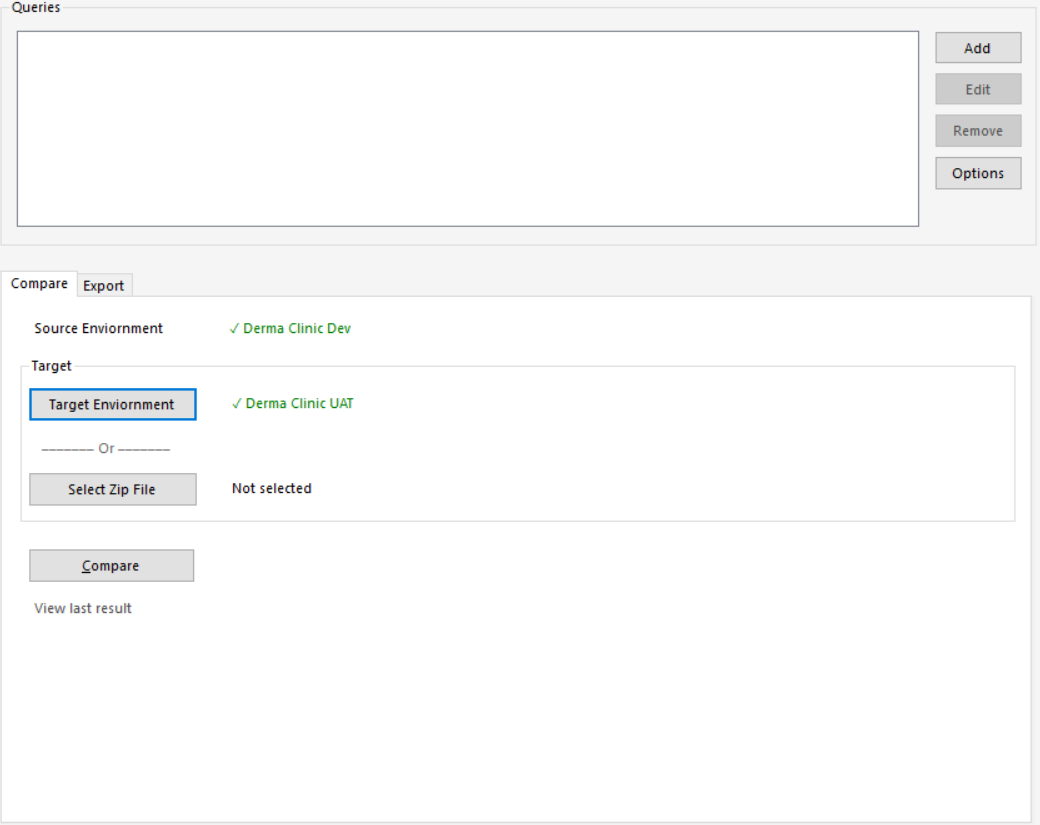 Queries
Add
Edit
Remove
Options
Compare Export
Source Enviornment ✓ Derma Clinic Dev
Target
Target Enviornment ✓ Derma Clinic UAT
------- Or -------
Select Zip File Not selected
Compare
View last result